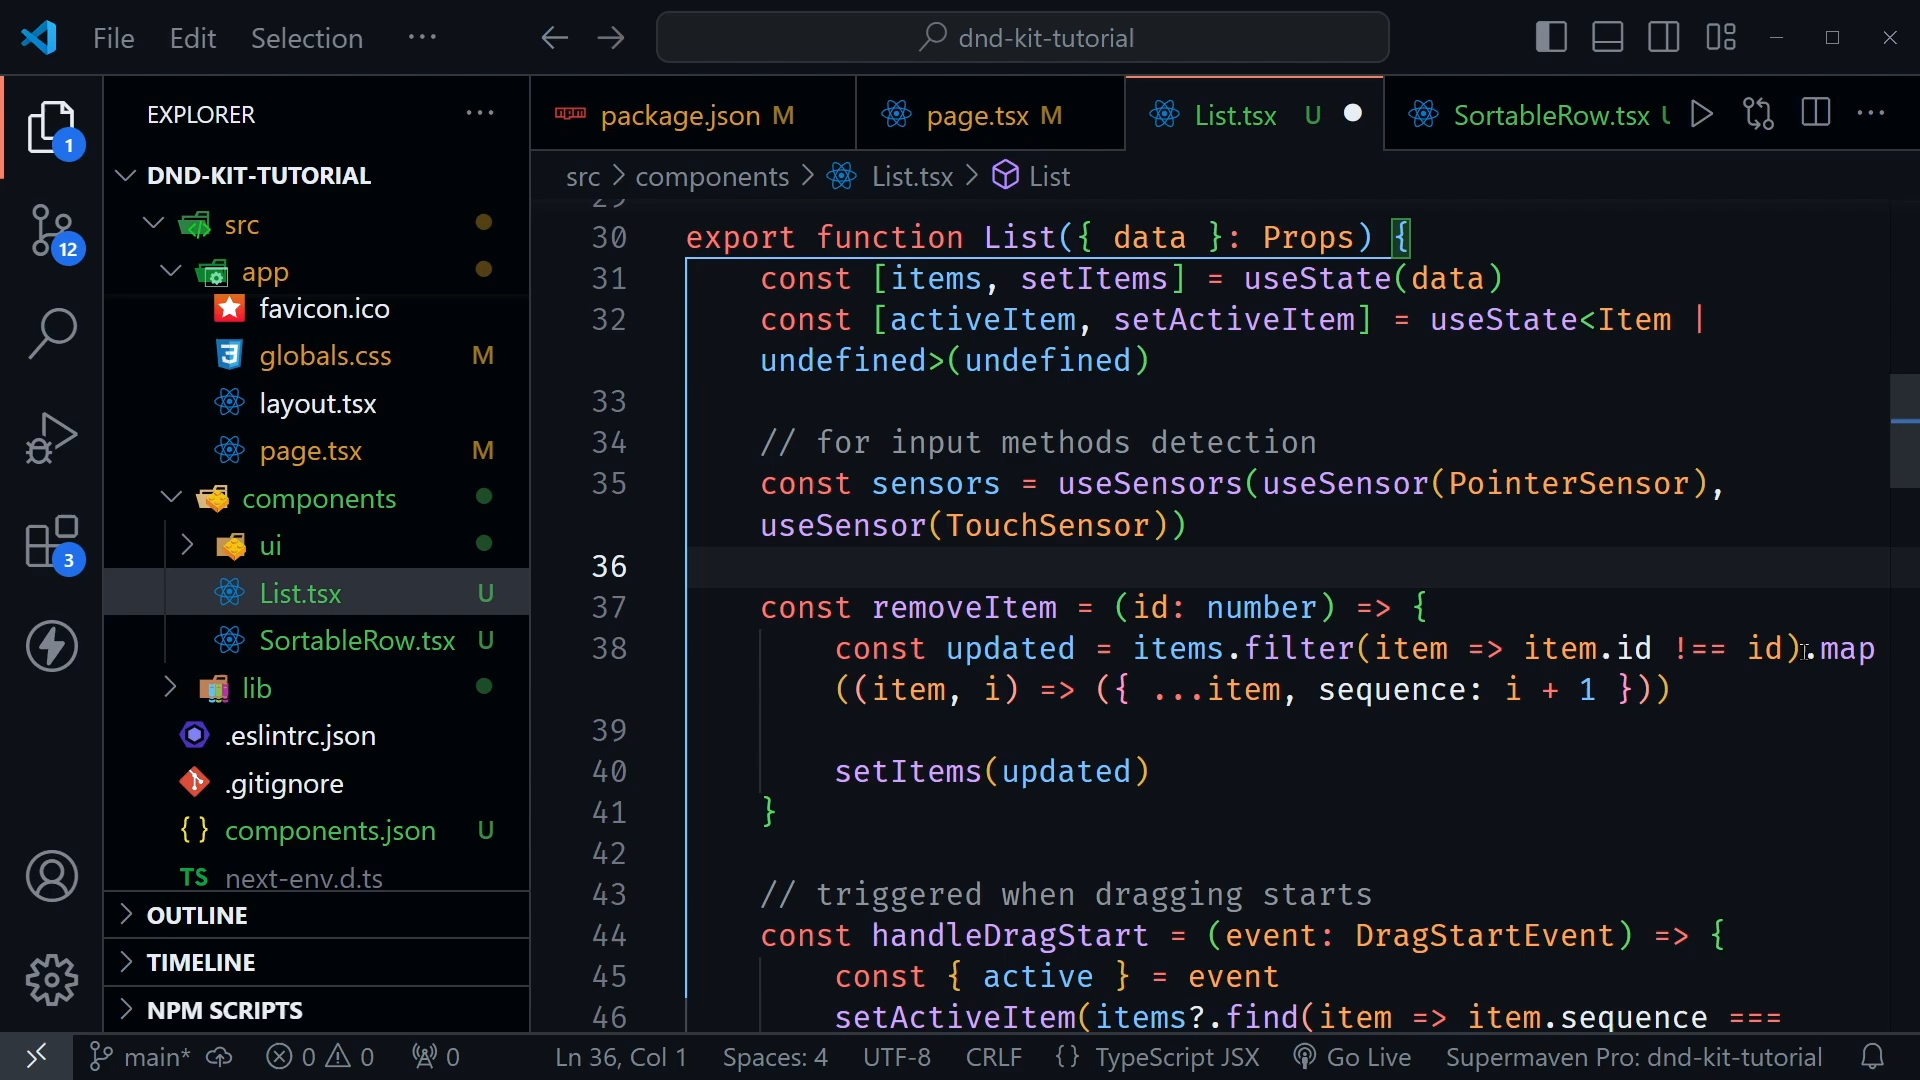 File Edit Selection ···
dnd-kit-tutorial
EXPLORER
DND-KIT-TUTORIAL
src
app
favicon.ico
globals.css M
layout.tsx
page.tsx M
components
ui
List.tsx U
SortableRow.tsx U
lib
.eslintrc.json
.gitignore
{ } components.json U
TS next-env.d.ts
OUTLINE
TIMELINE
NPM SCRIPTS
1
12
3
package.json M
page.tsx M
List.tsx U
SortableRow.tsx U
src > components > List.tsx > List
29
30 export function List({ data }: Props) {
31 const [items, setItems] = useState(data)
32 const [activeItem, setActiveItem] = useState<Item |
undefined>(undefined)
33
34 // for input methods detection
35 const sensors = useSensors(useSensor(PointerSensor),
useSensor(TouchSensor))
36
37 const removeItem = (id: number) => {
38 const updated = items.filter(item => item.id !== id).map
((item, i) => ({ ...item, sequence: i + 1 }))
39
40 setItems(updated)
41 }
42
43 // triggered when dragging starts
44 const handleDragStart = (event: DragStartEvent) => {
45 const { active } = event
46 setActiveItem(items?.find(item => item.sequence ===
main* 0 0 0 Ln 36, Col 1 Spaces: 4 UTF-8 CRLF {} TypeScript JSX Go Live Supermaven Pro: dnd-kit-tutorial